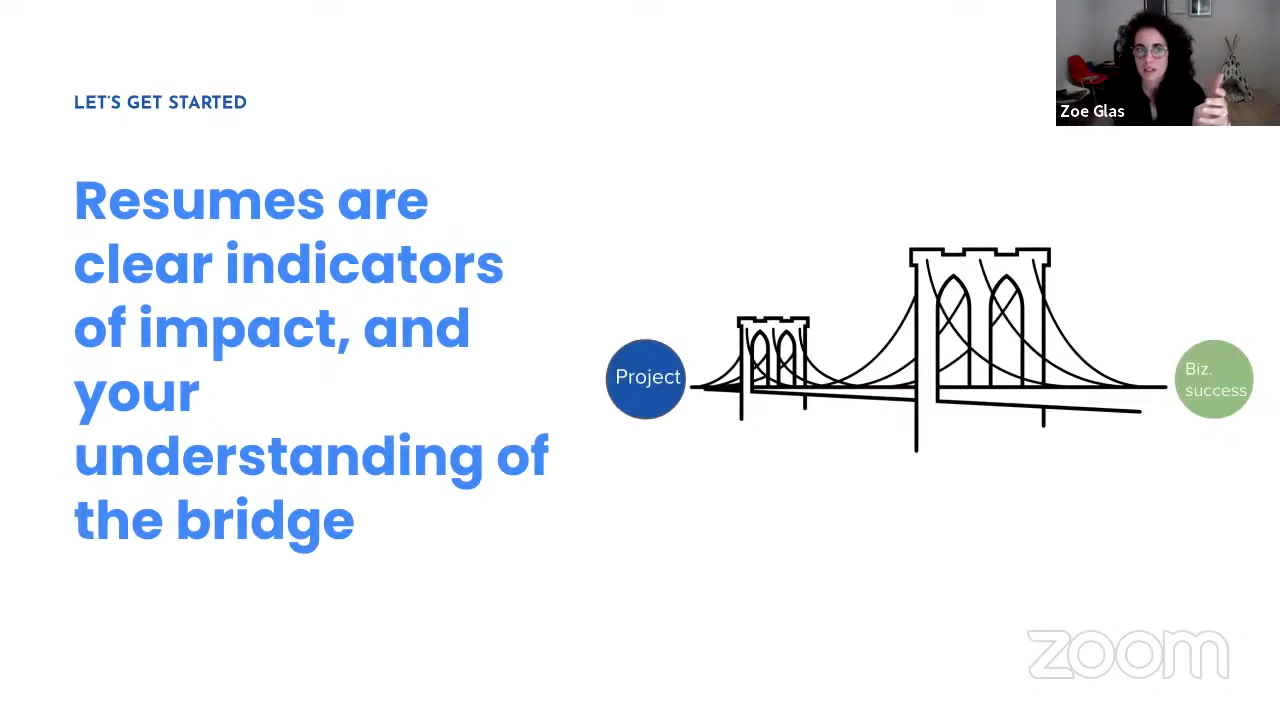 Zoe Glas
LET'S GET STARTED
Resumes are
clear indicators
of impact, and
your
understanding of
the bridge
Project
Biz.
success
zoom